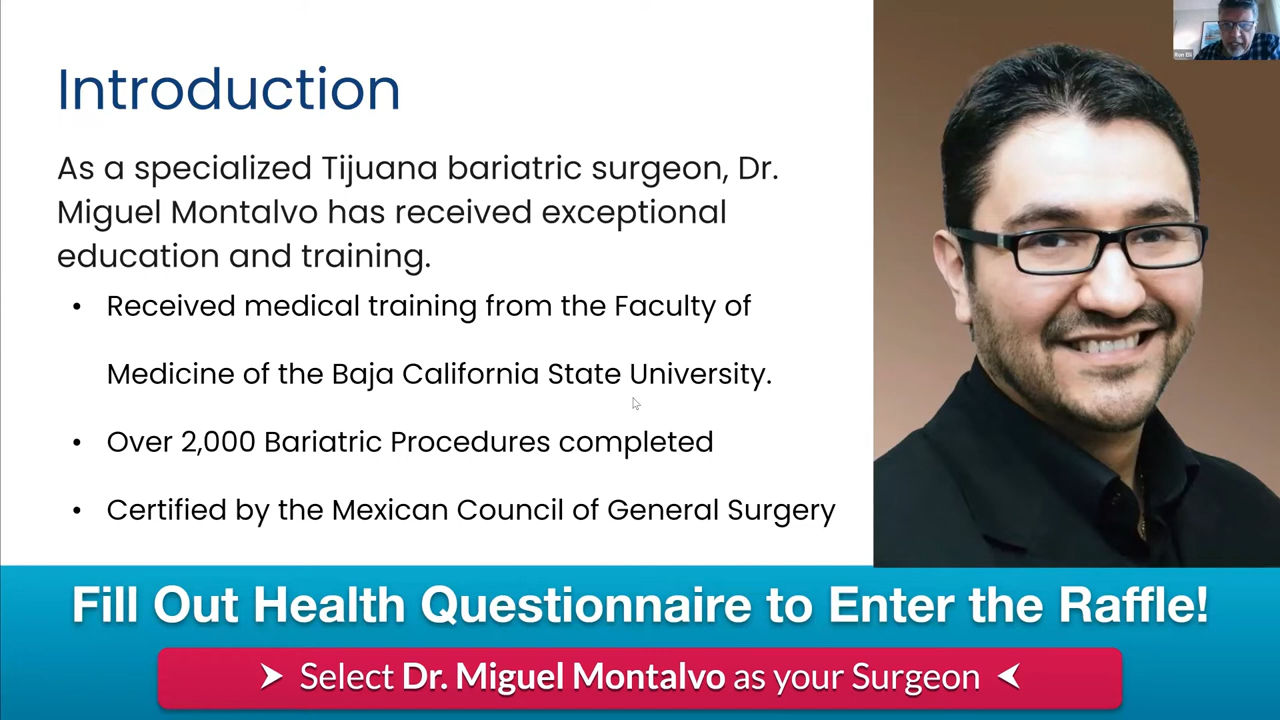 Introduction
As a specialized Tijuana bariatric surgeon, Dr.
Miguel Montalvo has received exceptional
education and training.
• Received medical training from the Faculty of
Medicine of the Baja California State University.
• Over 2,000 Bariatric Procedures completed
• Certified by the Mexican Council of General Surgery
Fill Out Health Questionnaire to Enter the Raffle!
➤ Select Dr. Miguel Montalvo as your Surgeon ⮜